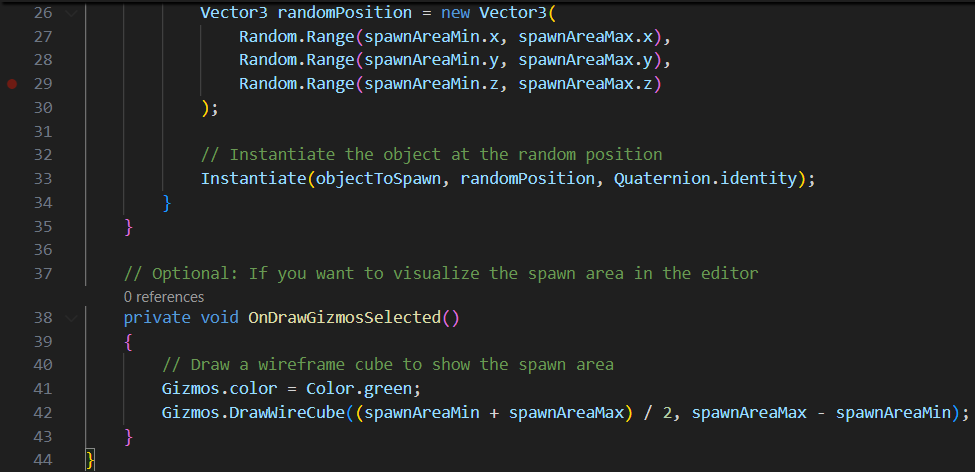 26 Vector3 randomPosition = new Vector3(
27 Random.Range(spawnAreaMin.x, spawnAreaMax.x),
28 Random.Range(spawnAreaMin.y, spawnAreaMax.y),
29 Random.Range(spawnAreaMin.z, spawnAreaMax.z)
30 );
31
32 // Instantiate the object at the random position
33 Instantiate(objectToSpawn, randomPosition, Quaternion.identity);
34 }
35 }
36
37 // Optional: If you want to visualize the spawn area in the editor
0 references
38 private void OnDrawGizmosSelected()
39 {
40 // Draw a wireframe cube to show the spawn area
41 Gizmos.color = Color.green;
42 Gizmos.DrawWireCube((spawnAreaMin + spawnAreaMax) / 2, spawnAreaMax - spawnAreaMin);
43 }
44 }